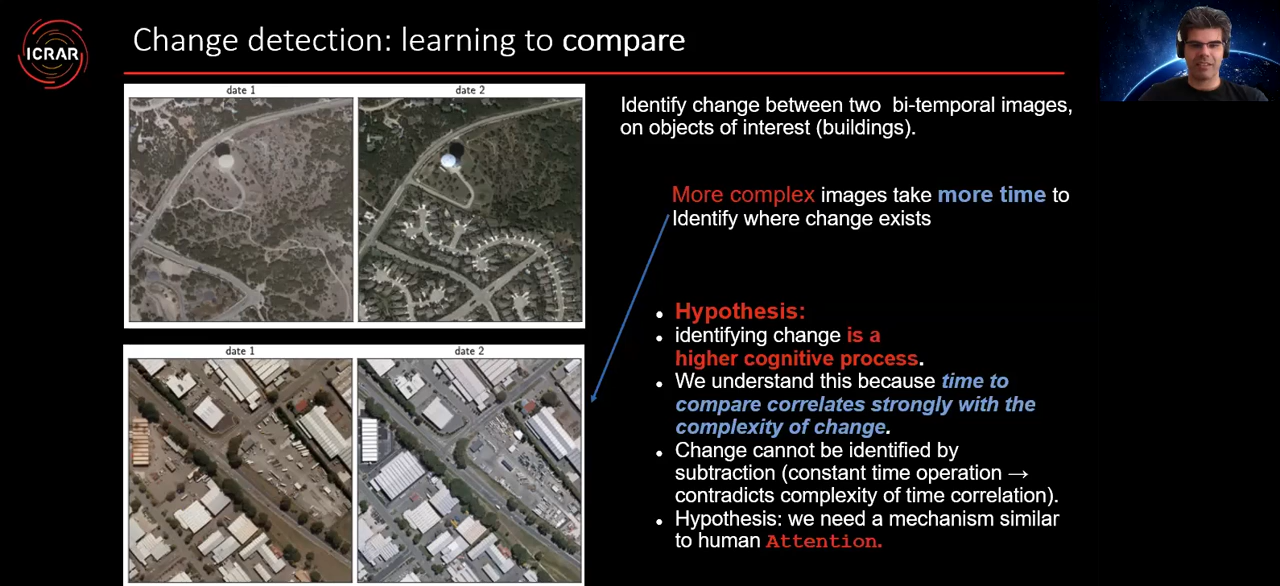 ICRAR
Change detection: learning to compare
date 1
date 2
Identify change between two bi-temporal images,
on objects of interest (buildings).
More complex images take more time to
Identify where change exists
date 1
date 2
• Hypothesis:
• identifying change is a
higher cognitive process.
• We understand this because time to
compare correlates strongly with the
complexity of change.
• Change cannot be identified by
subtraction (constant time operation →
contradicts complexity of time correlation).
• Hypothesis: we need a mechanism similar
to human Attention.